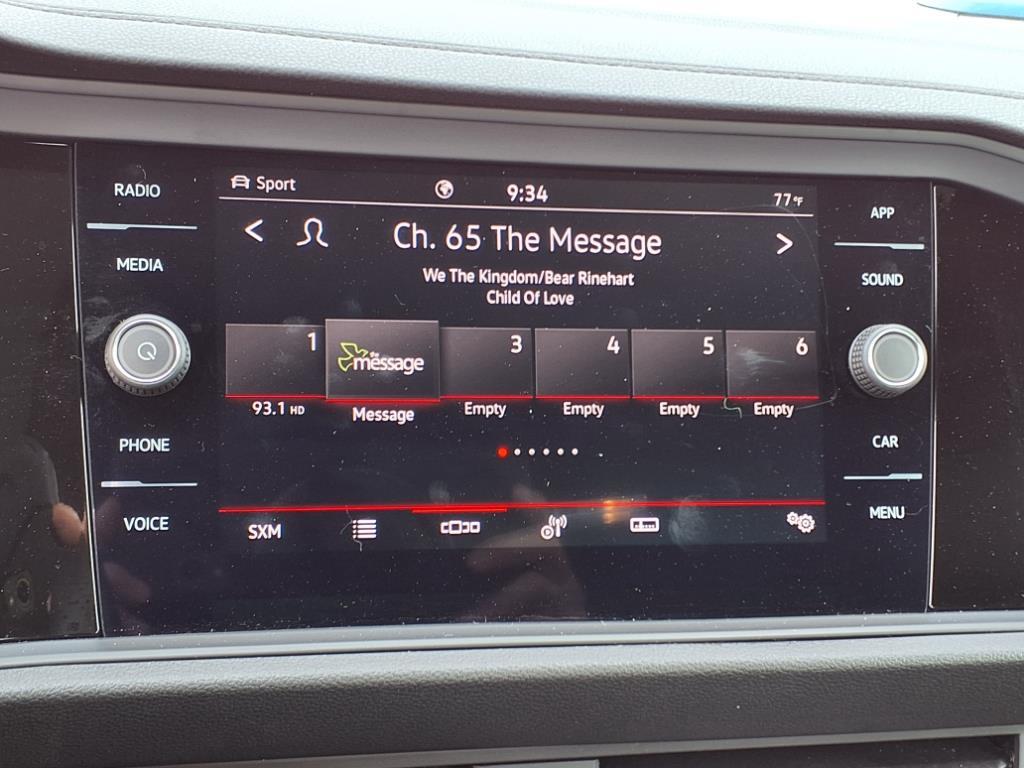 RADIO
MEDIA
PHONE
VOICE
Sport
9:34
77°F
Ch. 65 The Message
We The Kingdom/Bear Rinehart
Child Of Love
1
the
message
3
4
5
6
93.1 HD
Message
Empty
Empty
Empty
Empty
SXM
APP
SOUND
CAR
MENU